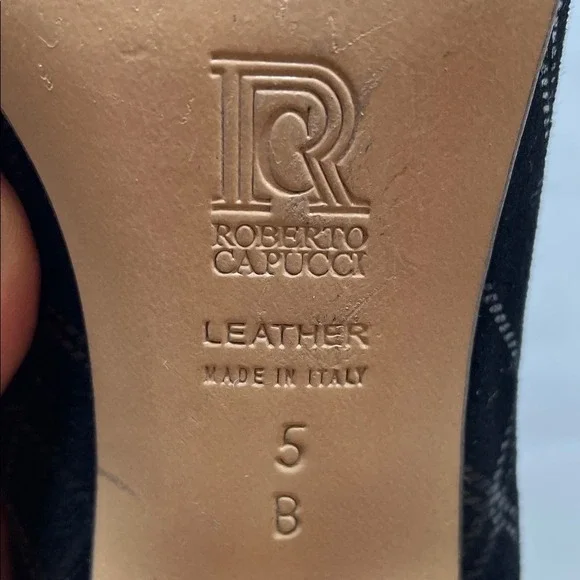 RC
ROBERTO
CAPUCCI
LEATHER
MADE IN ITALY
5
B